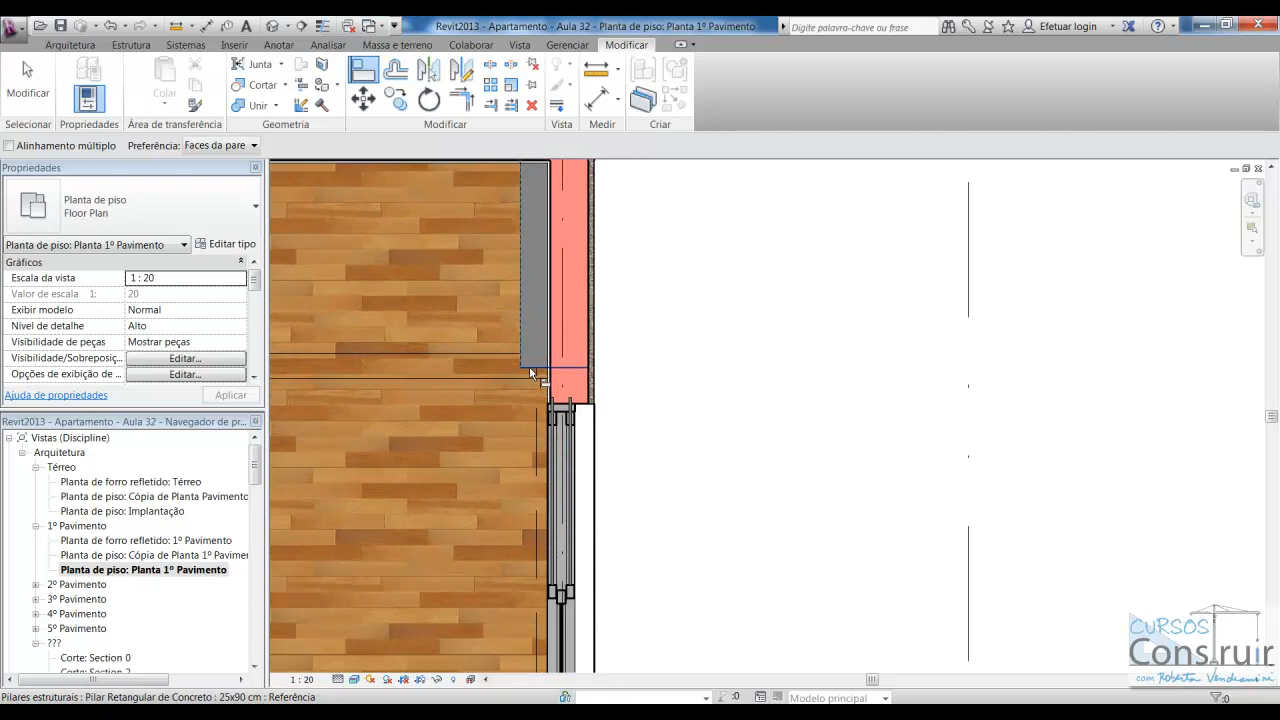 Revit2013 - Apartamento - Aula 32 - Planta de piso: Planta 1º Pavimento
Digite palavra-chave ou frase
Efetuar login
Arquitetura Estrutura Sistemas Inserir Anotar Analisar Massa e terreno Colaborar Vista Gerenciar Modificar
Modificar
Colar
Junta
Cortar
Unir
Selecionar Propriedades Área de transferência Geometria Modificar Vista Medir Criar
Alinhamento múltiplo Preferência: Faces da pare
Propriedades
Planta de piso
Floor Plan
Planta de piso: Planta 1º Pavimento Editar tipo
Gráficos
Escala da vista 1 : 20
Valor de escala 1: 20
Exibir modelo Normal
Nível de detalhe Alto
Visibilidade de peças Mostrar peças
Visibilidade/Sobreposiç... Editar...
Opções de exibição de ... Editar...
Ajuda de propriedades Aplicar
Revit2013 - Apartamento - Aula 32 - Navegador de pr...
Vistas (Discipline)
Arquitetura
Térreo
Planta de forro refletido: Térreo
Planta de piso: Cópia de Planta Pavimento
Planta de piso: Implantação
1º Pavimento
Planta de forro refletido: 1º Pavimento
Planta de piso: Cópia de Planta 1º Pavimer
Planta de piso: Planta 1º Pavimento
2º Pavimento
3º Pavimento
4º Pavimento
5º Pavimento
???
Corte: Section 0
Corte: Section 2
1 : 20
Pilares estruturais : Pilar Retangular de Concreto : 25x90 cm : Referência
:0
Modelo principal
:0
CURSOS
Construir
com Roberta Vendramini